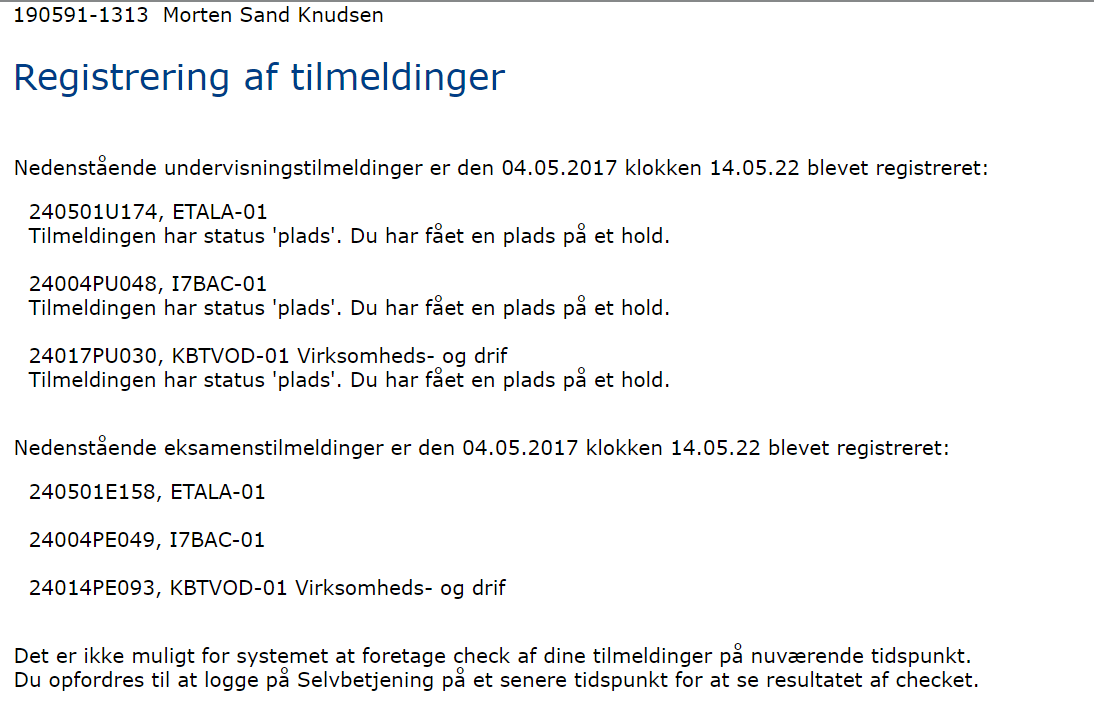 190591-1313  Morten Sand Knudsen
Registrering af tilmeldinger
Nedenstående undervisningstilmeldinger er den 04.05.2017 klokken 14.05.22 blevet registreret:
240501U174, ETALA-01
Tilmeldingen har status 'plads'. Du har fået en plads på et hold.
24004PU048, I7BAC-01
Tilmeldingen har status 'plads'. Du har fået en plads på et hold.
24017PU030, KBTVOD-01 Virksomheds- og drif
Tilmeldingen har status 'plads'. Du har fået en plads på et hold.
Nedenstående eksamenstilmeldinger er den 04.05.2017 klokken 14.05.22 blevet registreret:
240501E158, ETALA-01
24004PE049, I7BAC-01
24014PE093, KBTVOD-01 Virksomheds- og drif
Det er ikke muligt for systemet at foretage check af dine tilmeldinger på nuværende tidspunkt.
Du opfordres til at logge på Selvbetjening på et senere tidspunkt for at se resultatet af checket.